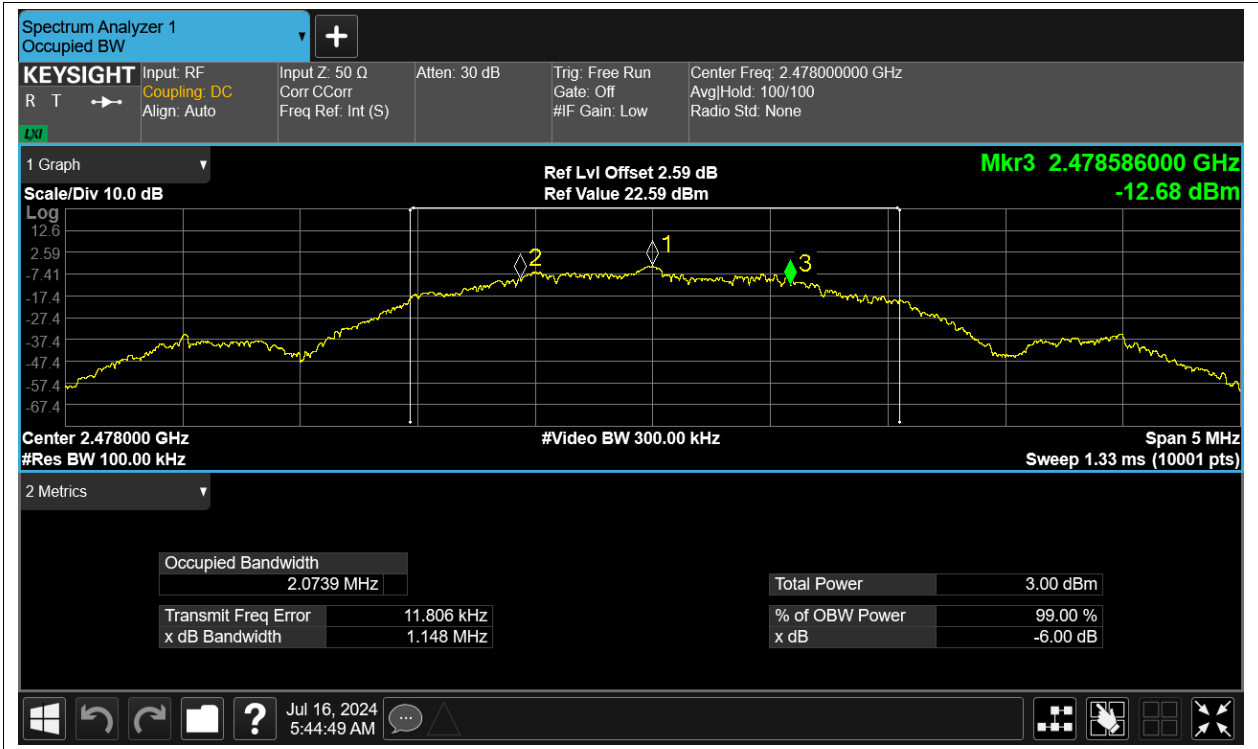 Spectrum Analyzer 1
Occupied BW
KEYSIGHT
R T
LXI
Input: RF
Coupling: DC
Align: Auto
Input Z: 50 Ω
Corr CCorr
Freq Ref: Int (S)
Atten: 30 dB
Trig: Free Run
Gate: Off
#IF Gain: Low
Center Freq: 2.478000000 GHz
Avg|Hold: 100/100
Radio Std: None
1 Graph
Scale/Div 10.0 dB
Ref Lvl Offset 2.59 dB
Ref Value 22.59 dBm
Mkr3 2.478586000 GHz
-12.68 dBm
Log
12.6
2.59
-7.41
-17.4
-27.4
-37.4
-47.4
-57.4
-67.4
2
1
3
Center 2.478000 GHz
#Res BW 100.00 kHz
#Video BW 300.00 kHz
Span 5 MHz
Sweep 1.33 ms (10001 pts)
2 Metrics
Occupied Bandwidth
2.0739 MHz
Transmit Freq Error 11.806 kHz
x dB Bandwidth 1.148 MHz
Total Power 3.00 dBm
% of OBW Power 99.00 %
x dB -6.00 dB
?
Jul 16, 2024
5:44:49 AM